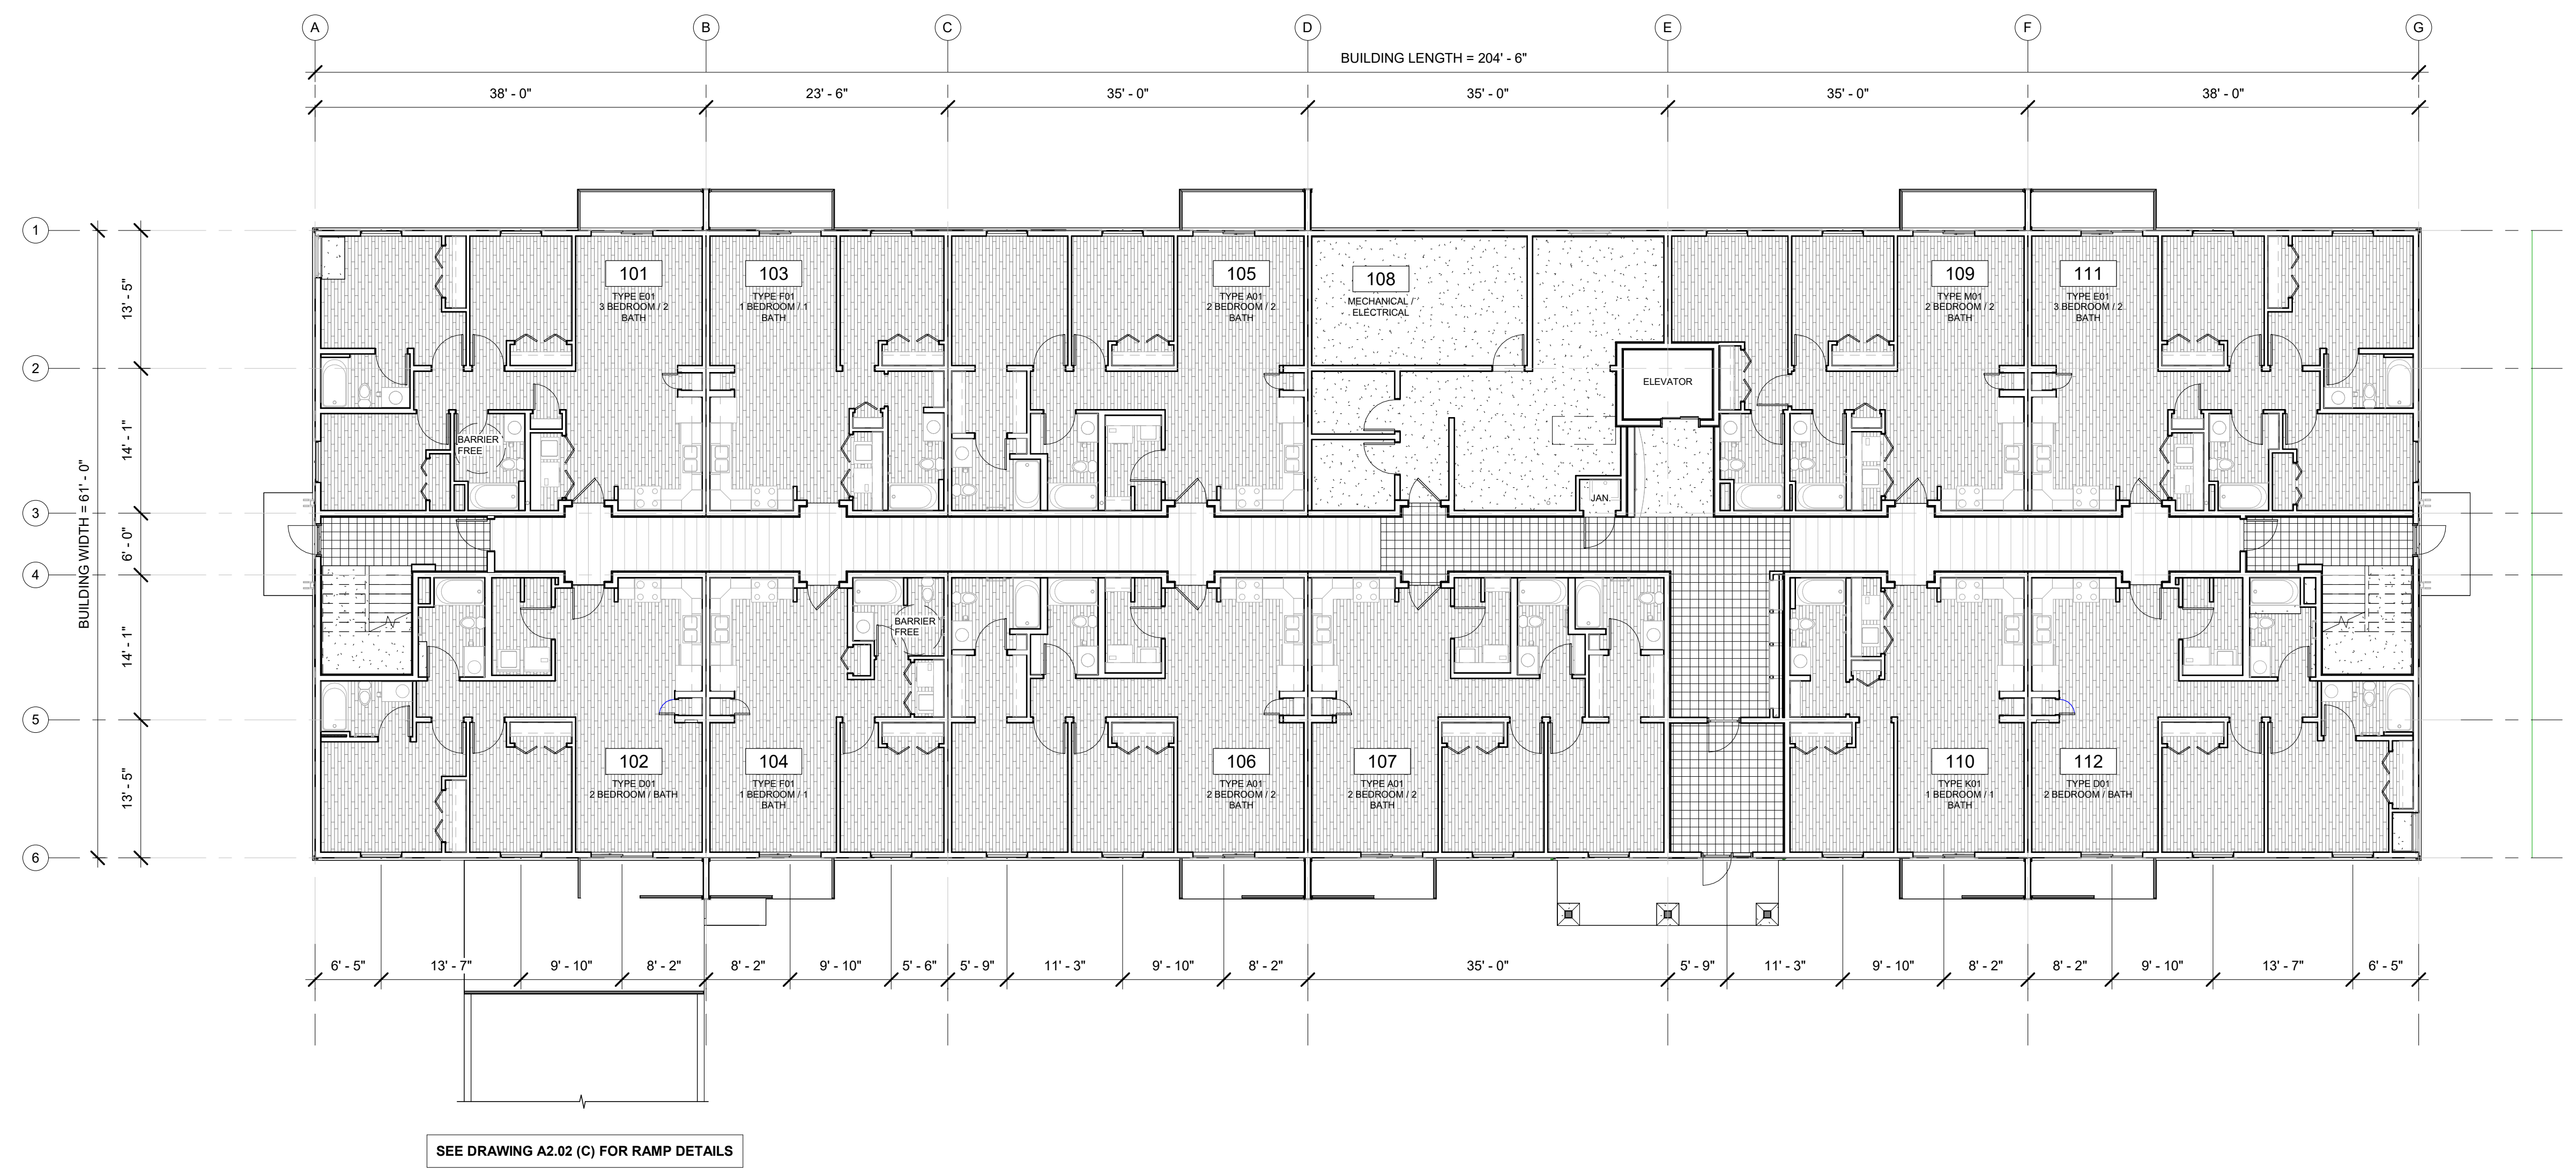 A B C D E F G
BUILDING LENGTH = 204' - 6"
38' - 0" 23' - 6" 35' - 0" 35' - 0" 35' - 0" 38' - 0"
1
2
3
4
5
6
BUILDING WIDTH = 61' - 0"
13' - 5"
14' - 1"
6' - 0"
14' - 1"
13' - 5"
101
TYPE E01
3 BEDROOM / 2
BATH
103
TYPE F01
1 BEDROOM / 1
BATH
105
TYPE A01
2 BEDROOM / 2
BATH
108
MECHANICAL /
ELECTRICAL
109
TYPE M01
2 BEDROOM / 2
BATH
111
TYPE E01
3 BEDROOM / 2
BATH
ELEVATOR
BARRIER
FREE
JAN.
BARRIER
FREE
102
TYPE D01
2 BEDROOM / BATH
104
TYPE F01
1 BEDROOM / 1
BATH
106
TYPE A01
2 BEDROOM / 2
BATH
107
TYPE A01
2 BEDROOM / 2
BATH
110
TYPE K01
1 BEDROOM / 1
BATH
112
TYPE D01
2 BEDROOM / BATH
6' - 5" 13' - 7" 9' - 10" 8' - 2" 8' - 2" 9' - 10" 5' - 6" 5' - 9" 11' - 3" 9' - 10" 8' - 2" 35' - 0" 5' - 9" 11' - 3" 9' - 10" 8' - 2" 8' - 2" 9' - 10" 13' - 7" 6' - 5"
SEE DRAWING A2.02 (C) FOR RAMP DETAILS